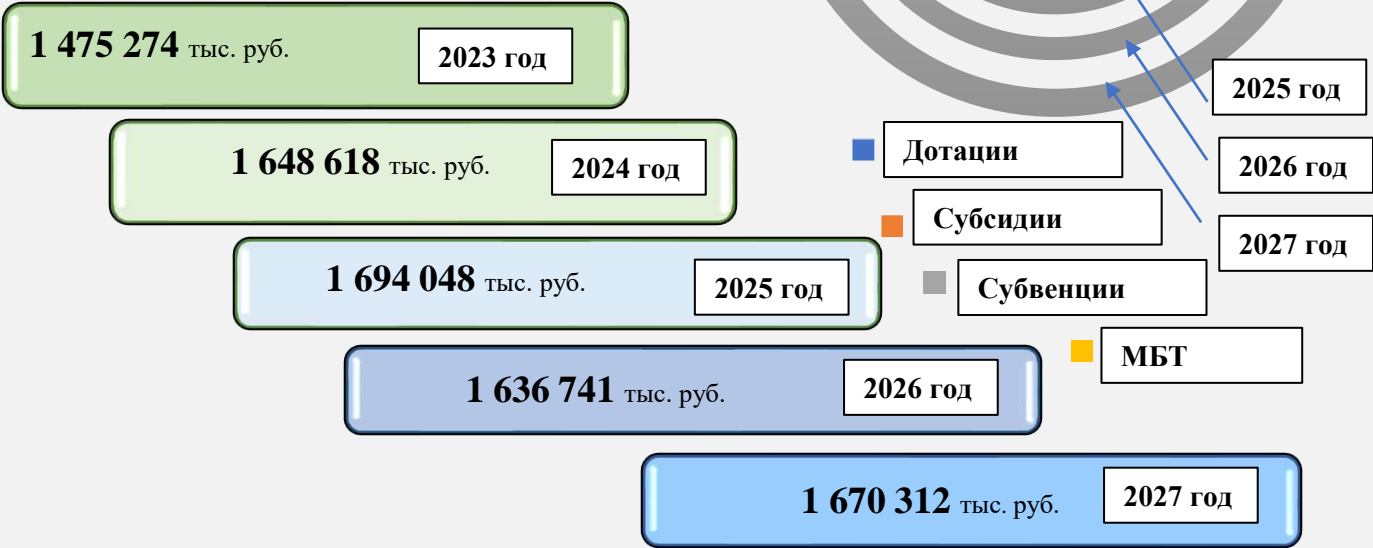 1 475 274 тыс. руб.
2023 год
1 648 618 тыс. руб.
2024 год
1 694 048 тыс. руб.
2025 год
1 636 741 тыс. руб.
2026 год
1 670 312 тыс. руб.
2027 год
2025 год
2026 год
2027 год
Дотации
Субсидии
Субвенции
МБТ